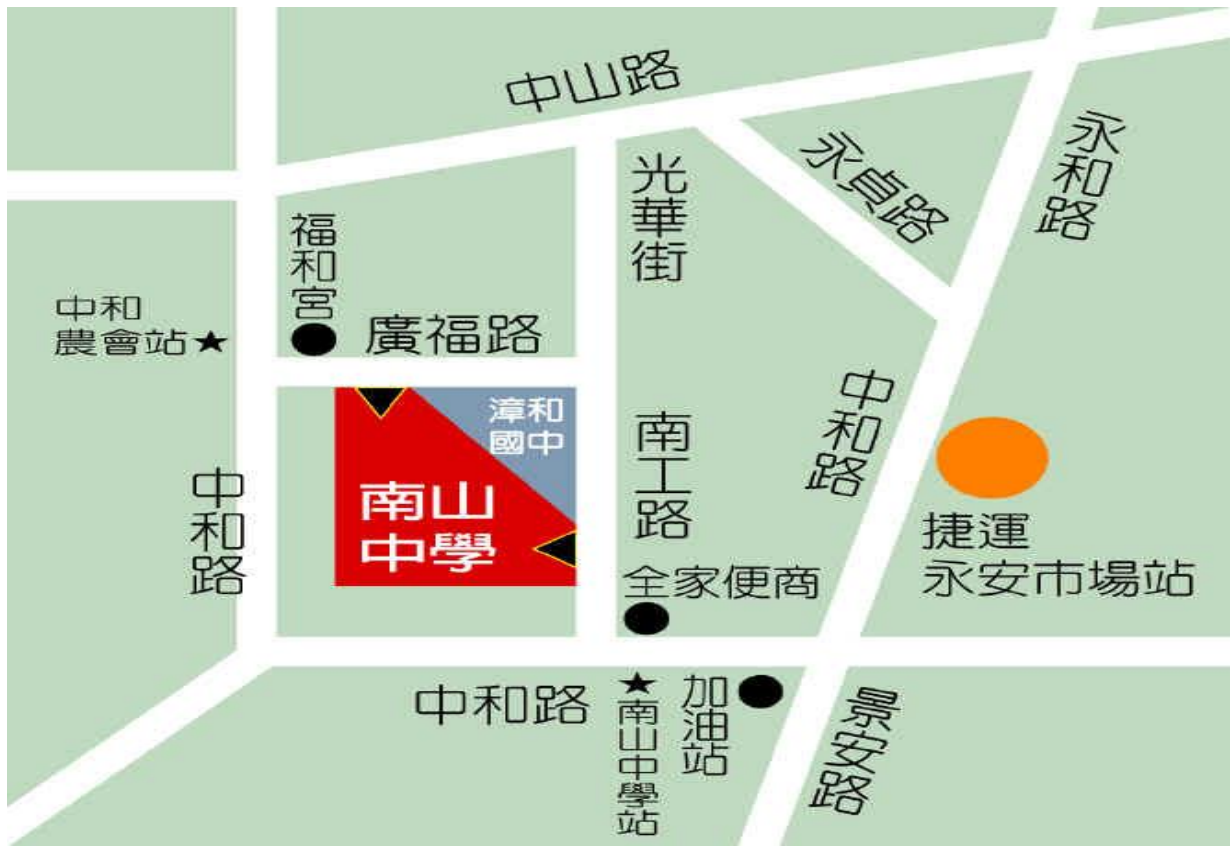 中山路
永和路
永貞路
光華街
福和宮
中和
農會站
廣福路
漳和
國中
中和路
南工路
中和路
南山
中學
捷運
永安市場站
全家便商
中和路
南山中學站
加油站
景安路